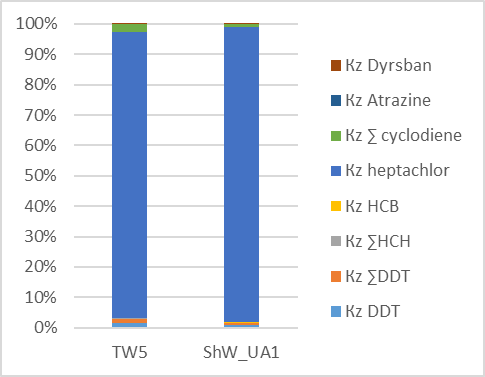 100%
90%
80%
70%
60%
50%
40%
30%
20%
10%
0%
TW5
ShW_UA1
Kz Dyrsban
Kz Atrazine
Kz ∑ cyclodiene
Kz heptachlor
Kz HCB
Kz ∑HCH
Kz ∑DDT
Kz DDT